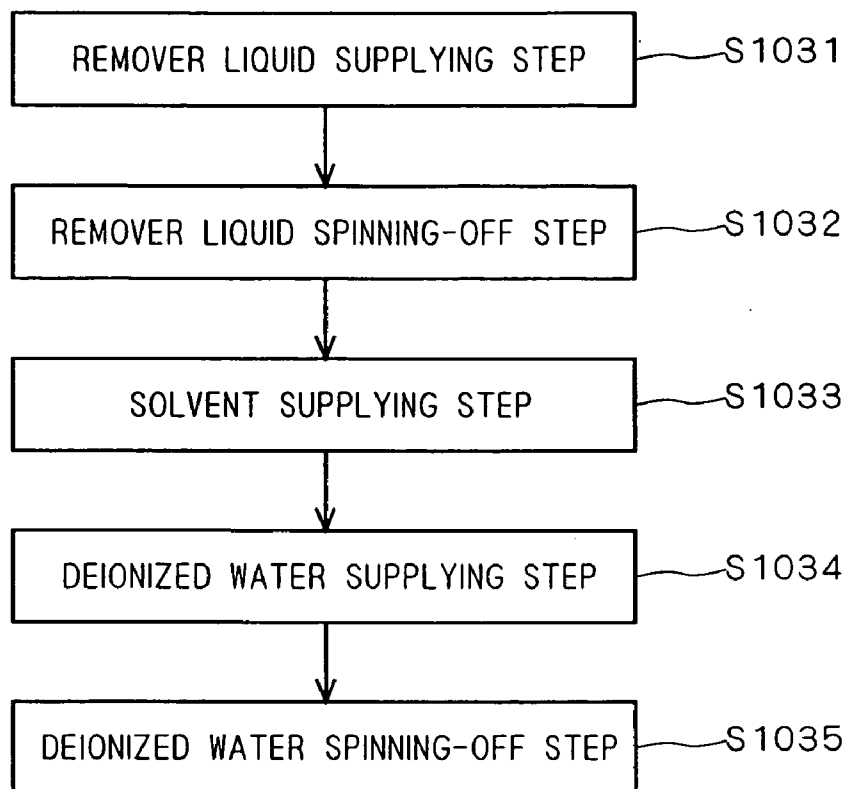 REMOVER LIQUID SUPPLYING STEP S1031
REMOVER LIQUID SPINNING-OFF STEP S1032
SOLVENT SUPPLYING STEP S1033
DEIONIZED WATER SUPPLYING STEP S1034
DEIONIZED WATER SPINNING-OFF STEP S1035